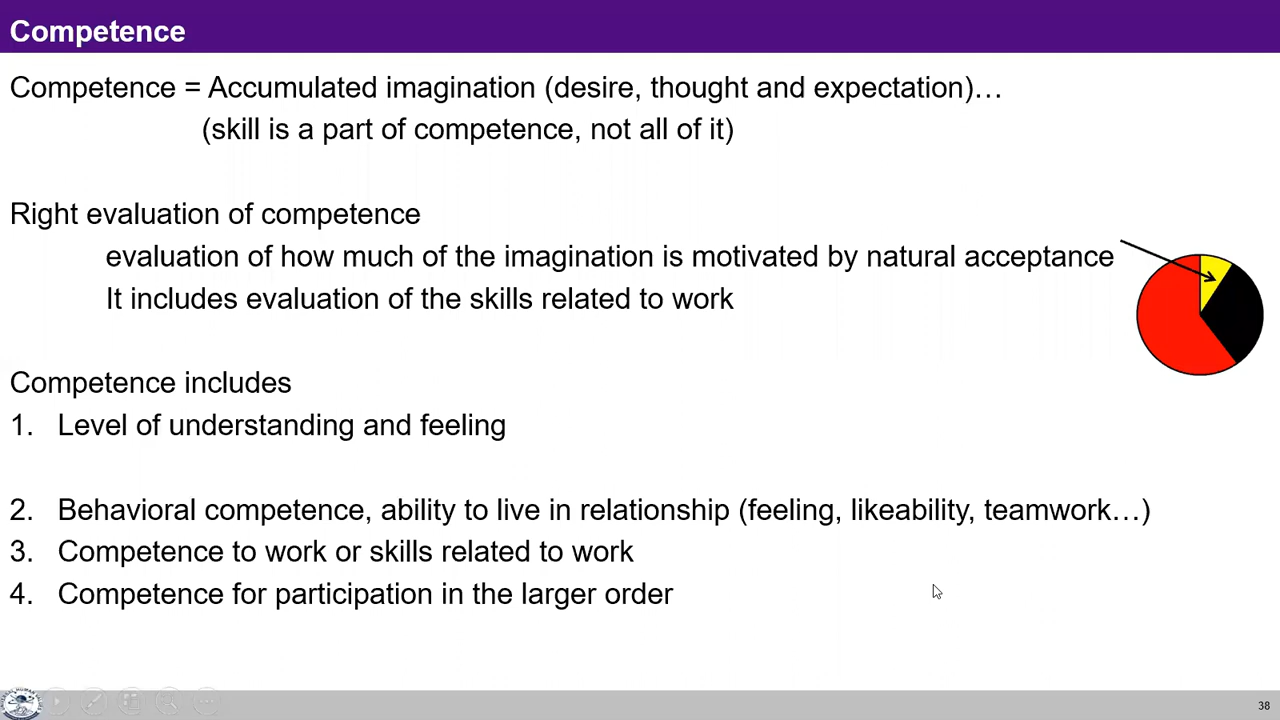 Competence
Competence = Accumulated imagination (desire, thought and expectation)…
(skill is a part of competence, not all of it)
Right evaluation of competence
evaluation of how much of the imagination is motivated by natural acceptance
It includes evaluation of the skills related to work
Competence includes
1. Level of understanding and feeling
2. Behavioral competence, ability to live in relationship (feeling, likeability, teamwork…)
3. Competence to work or skills related to work
4. Competence for participation in the larger order
38